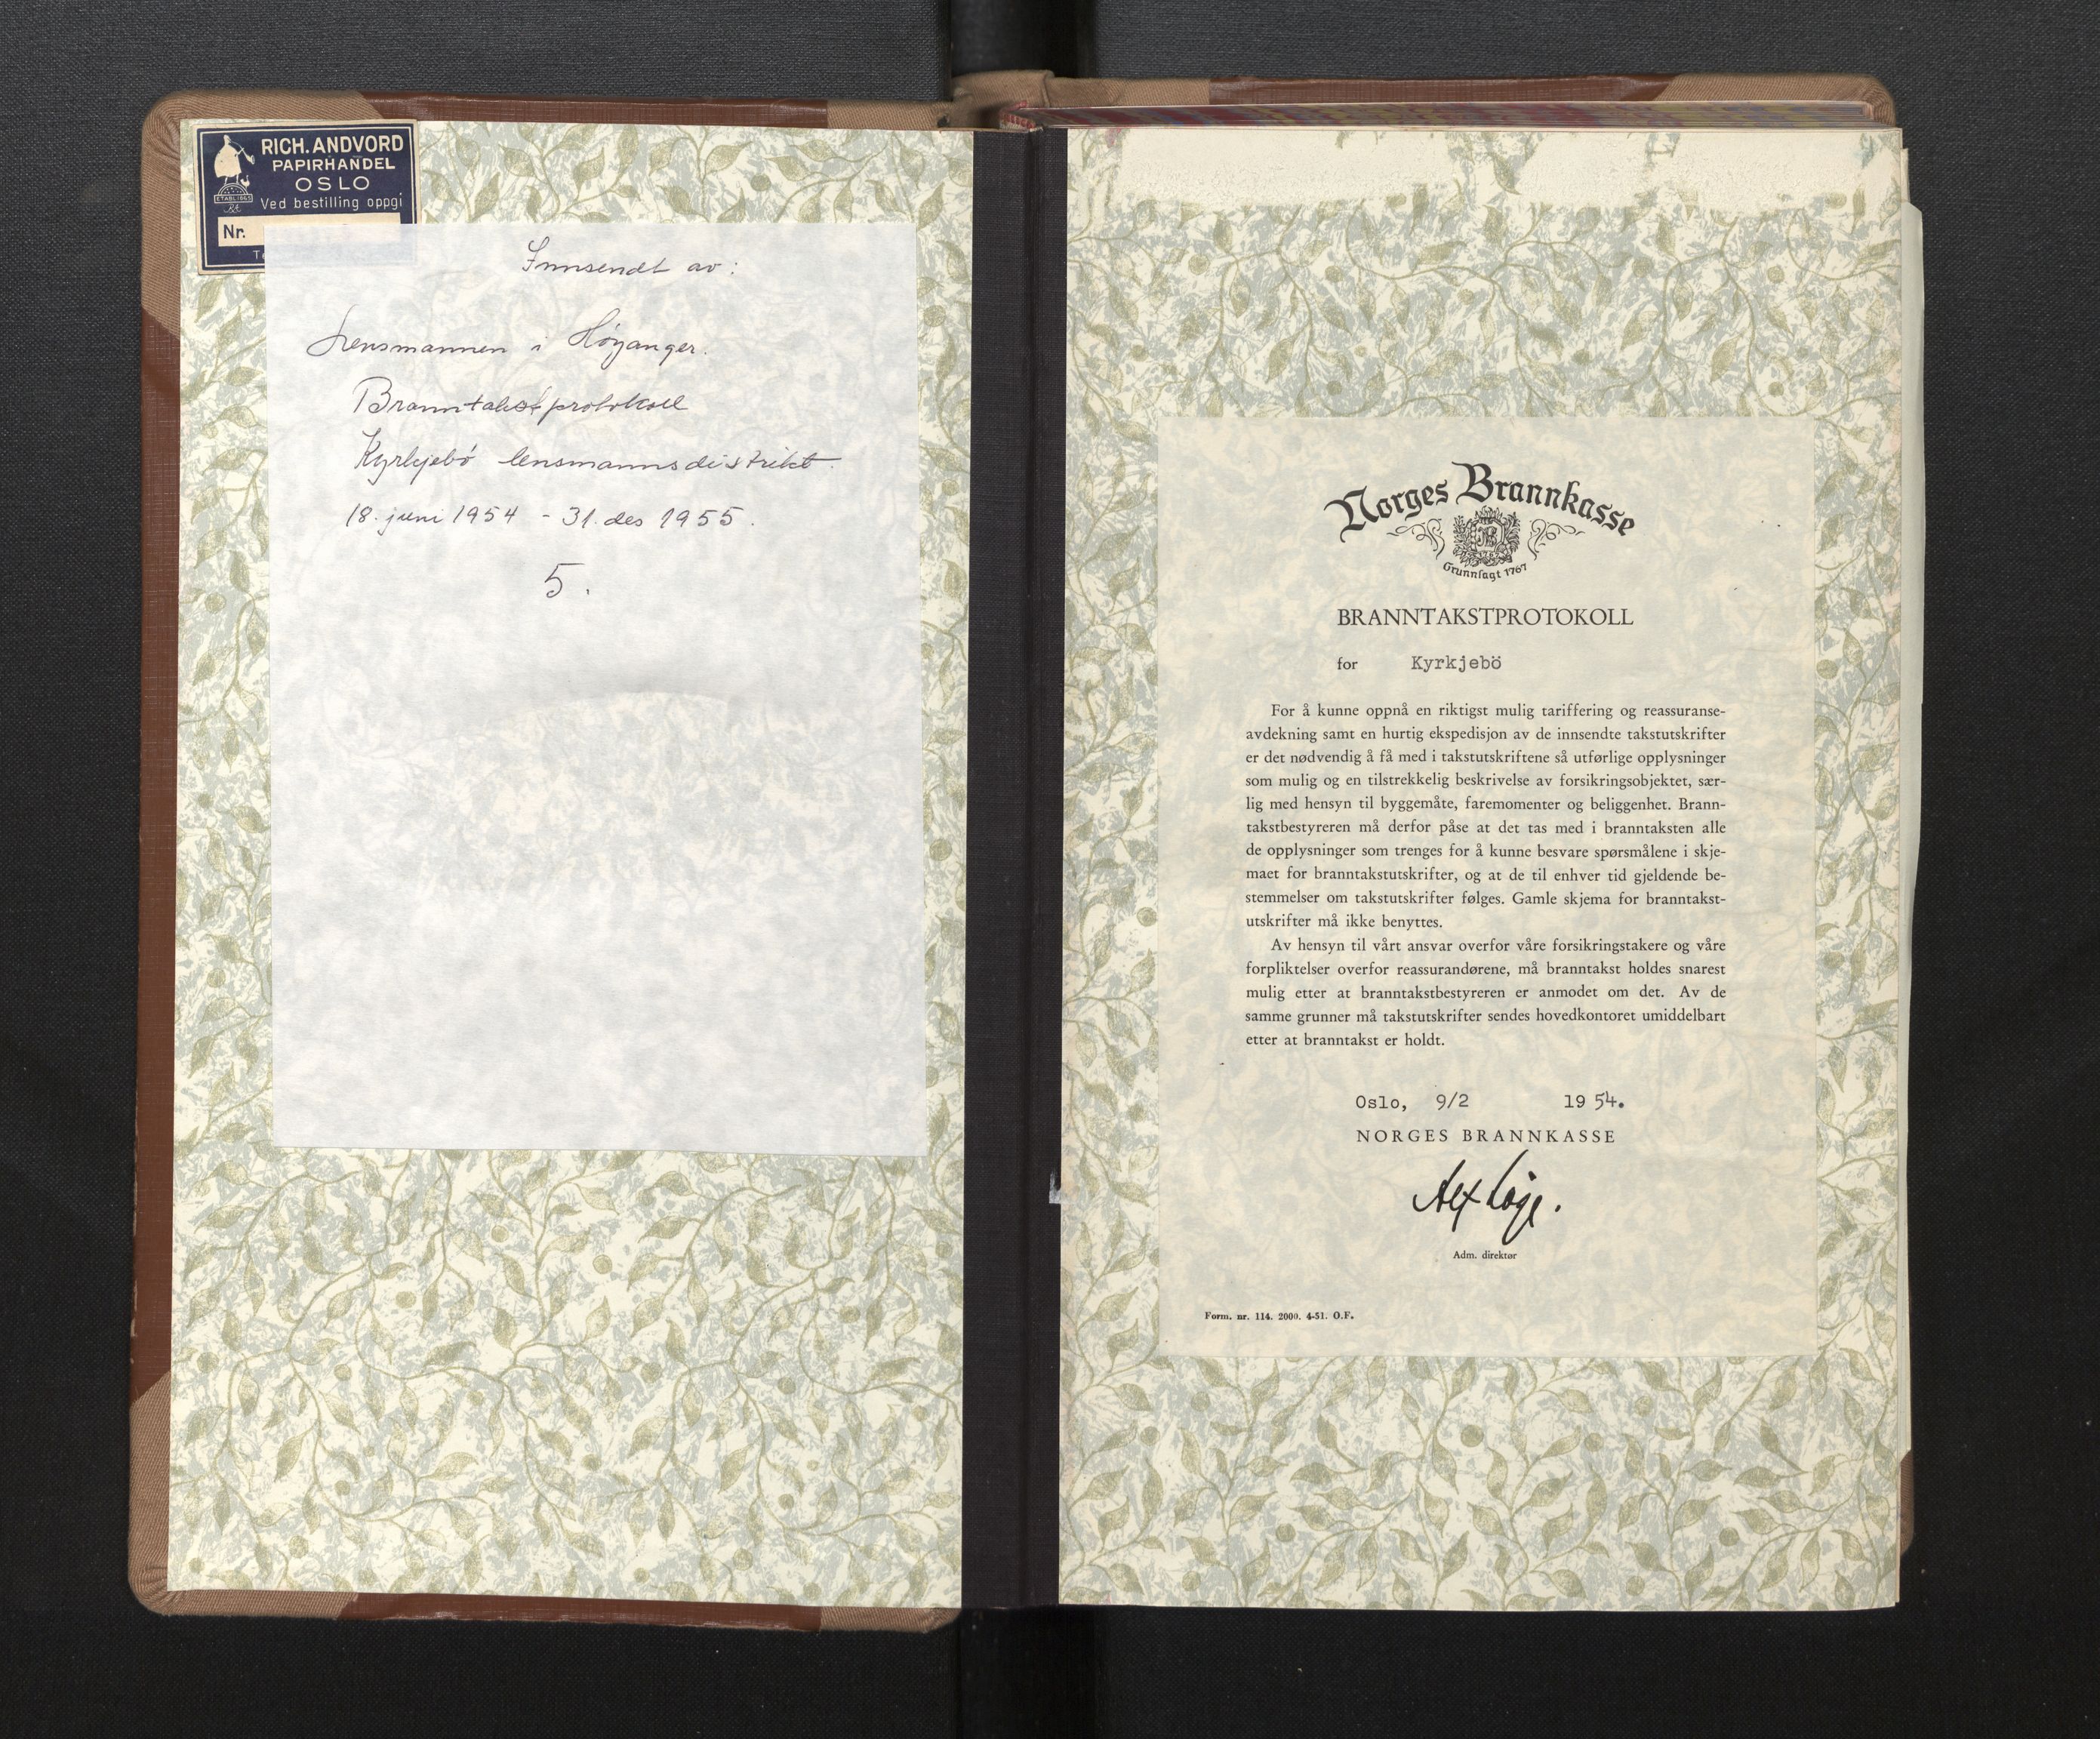 RICH. ANDVORD
PAPIRHANDEL
OSLO
ETABL 1865
Ved bestilling oppgi
Nr.
Innsendt av:
Lensmannen i Høyanger.
Branntakstprotokoll
Kyrkjebø lensmannsdistrikt.
18. juni 1954 - 31. des 1955.
5.
Norges Brannkasse
Grunnlagt 1767
BRANNTAKSTPROTOKOLL
for Kyrkjebö
For å kunne oppnå en riktigst mulig tariffering og reassuranse-
avdekning samt en hurtig ekspedisjon av de innsendte takstutskrifter
er det nødvendig å få med i takstutskriftene så utførlige opplysninger
som mulig og en tilstrekkelig beskrivelse av forsikringsobjektet, sær-
lig med hensyn til byggemåte, faremomenter og beliggenhet. Brann-
takstbestyreren må derfor påse at det tas med i branntaksten alle
de opplysninger som trenges for å kunne besvare spørsmålene i skje-
maet for branntakstutskrifter, og at de til enhver tid gjeldende be-
stemmelser om takstutskrifter følges. Gamle skjema for branntakst-
utskrifter må ikke benyttes.
Av hensyn til vårt ansvar overfor våre forsikringstakere og våre
forpliktelser overfor reassurandørene, må branntakst holdes snarest
mulig etter at branntakstbestyreren er anmodet om det. Av de
samme grunner må takstutskrifter sendes hovedkontoret umiddelbart
etter at branntakst er holdt.
Oslo, 9/2 1954.
NORGES BRANNKASSE
Adm. direktør
Form. nr. 114. 2000. 4-51. O.F.